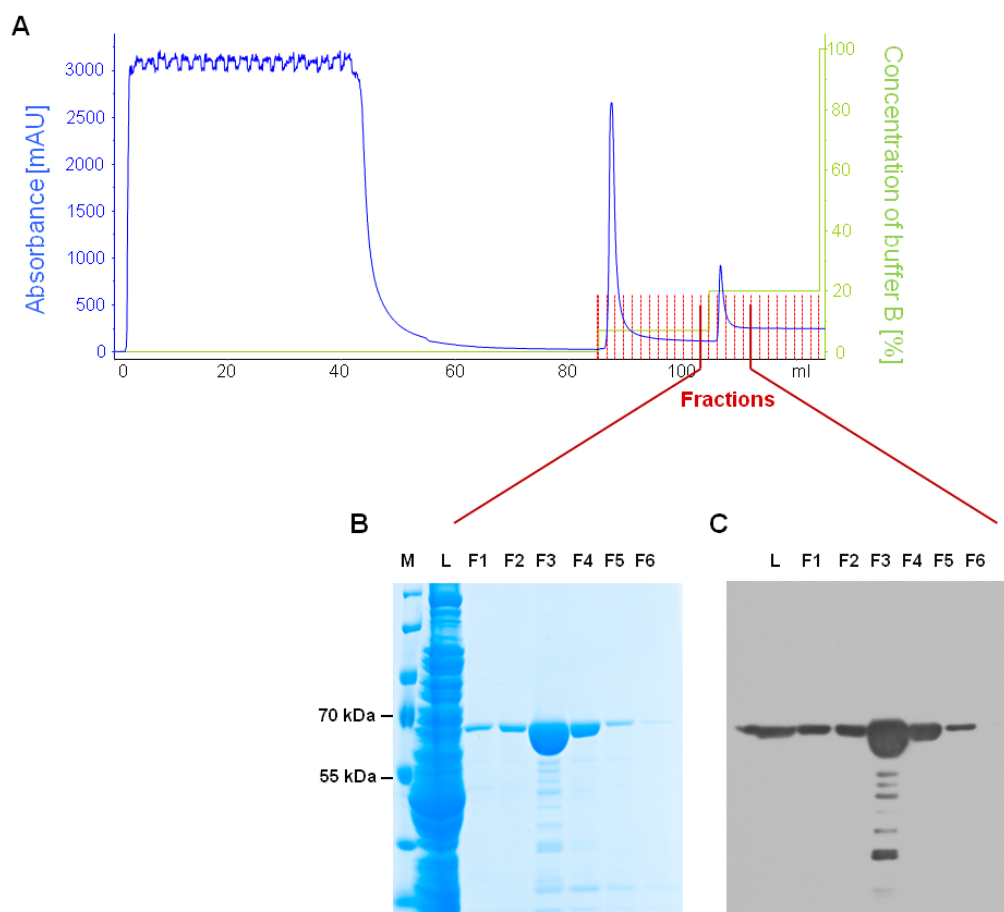 A
Absorbance [mAU]
3000
2500
2000
1500
1000
500
0
0 20 40 60 80 100 ml
100
80
60
40
20
0
Concentration of buffer B [%]
Fractions
B
M L F1 F2 F3 F4 F5 F6
70 kDa
55 kDa
C
L F1 F2 F3 F4 F5 F6